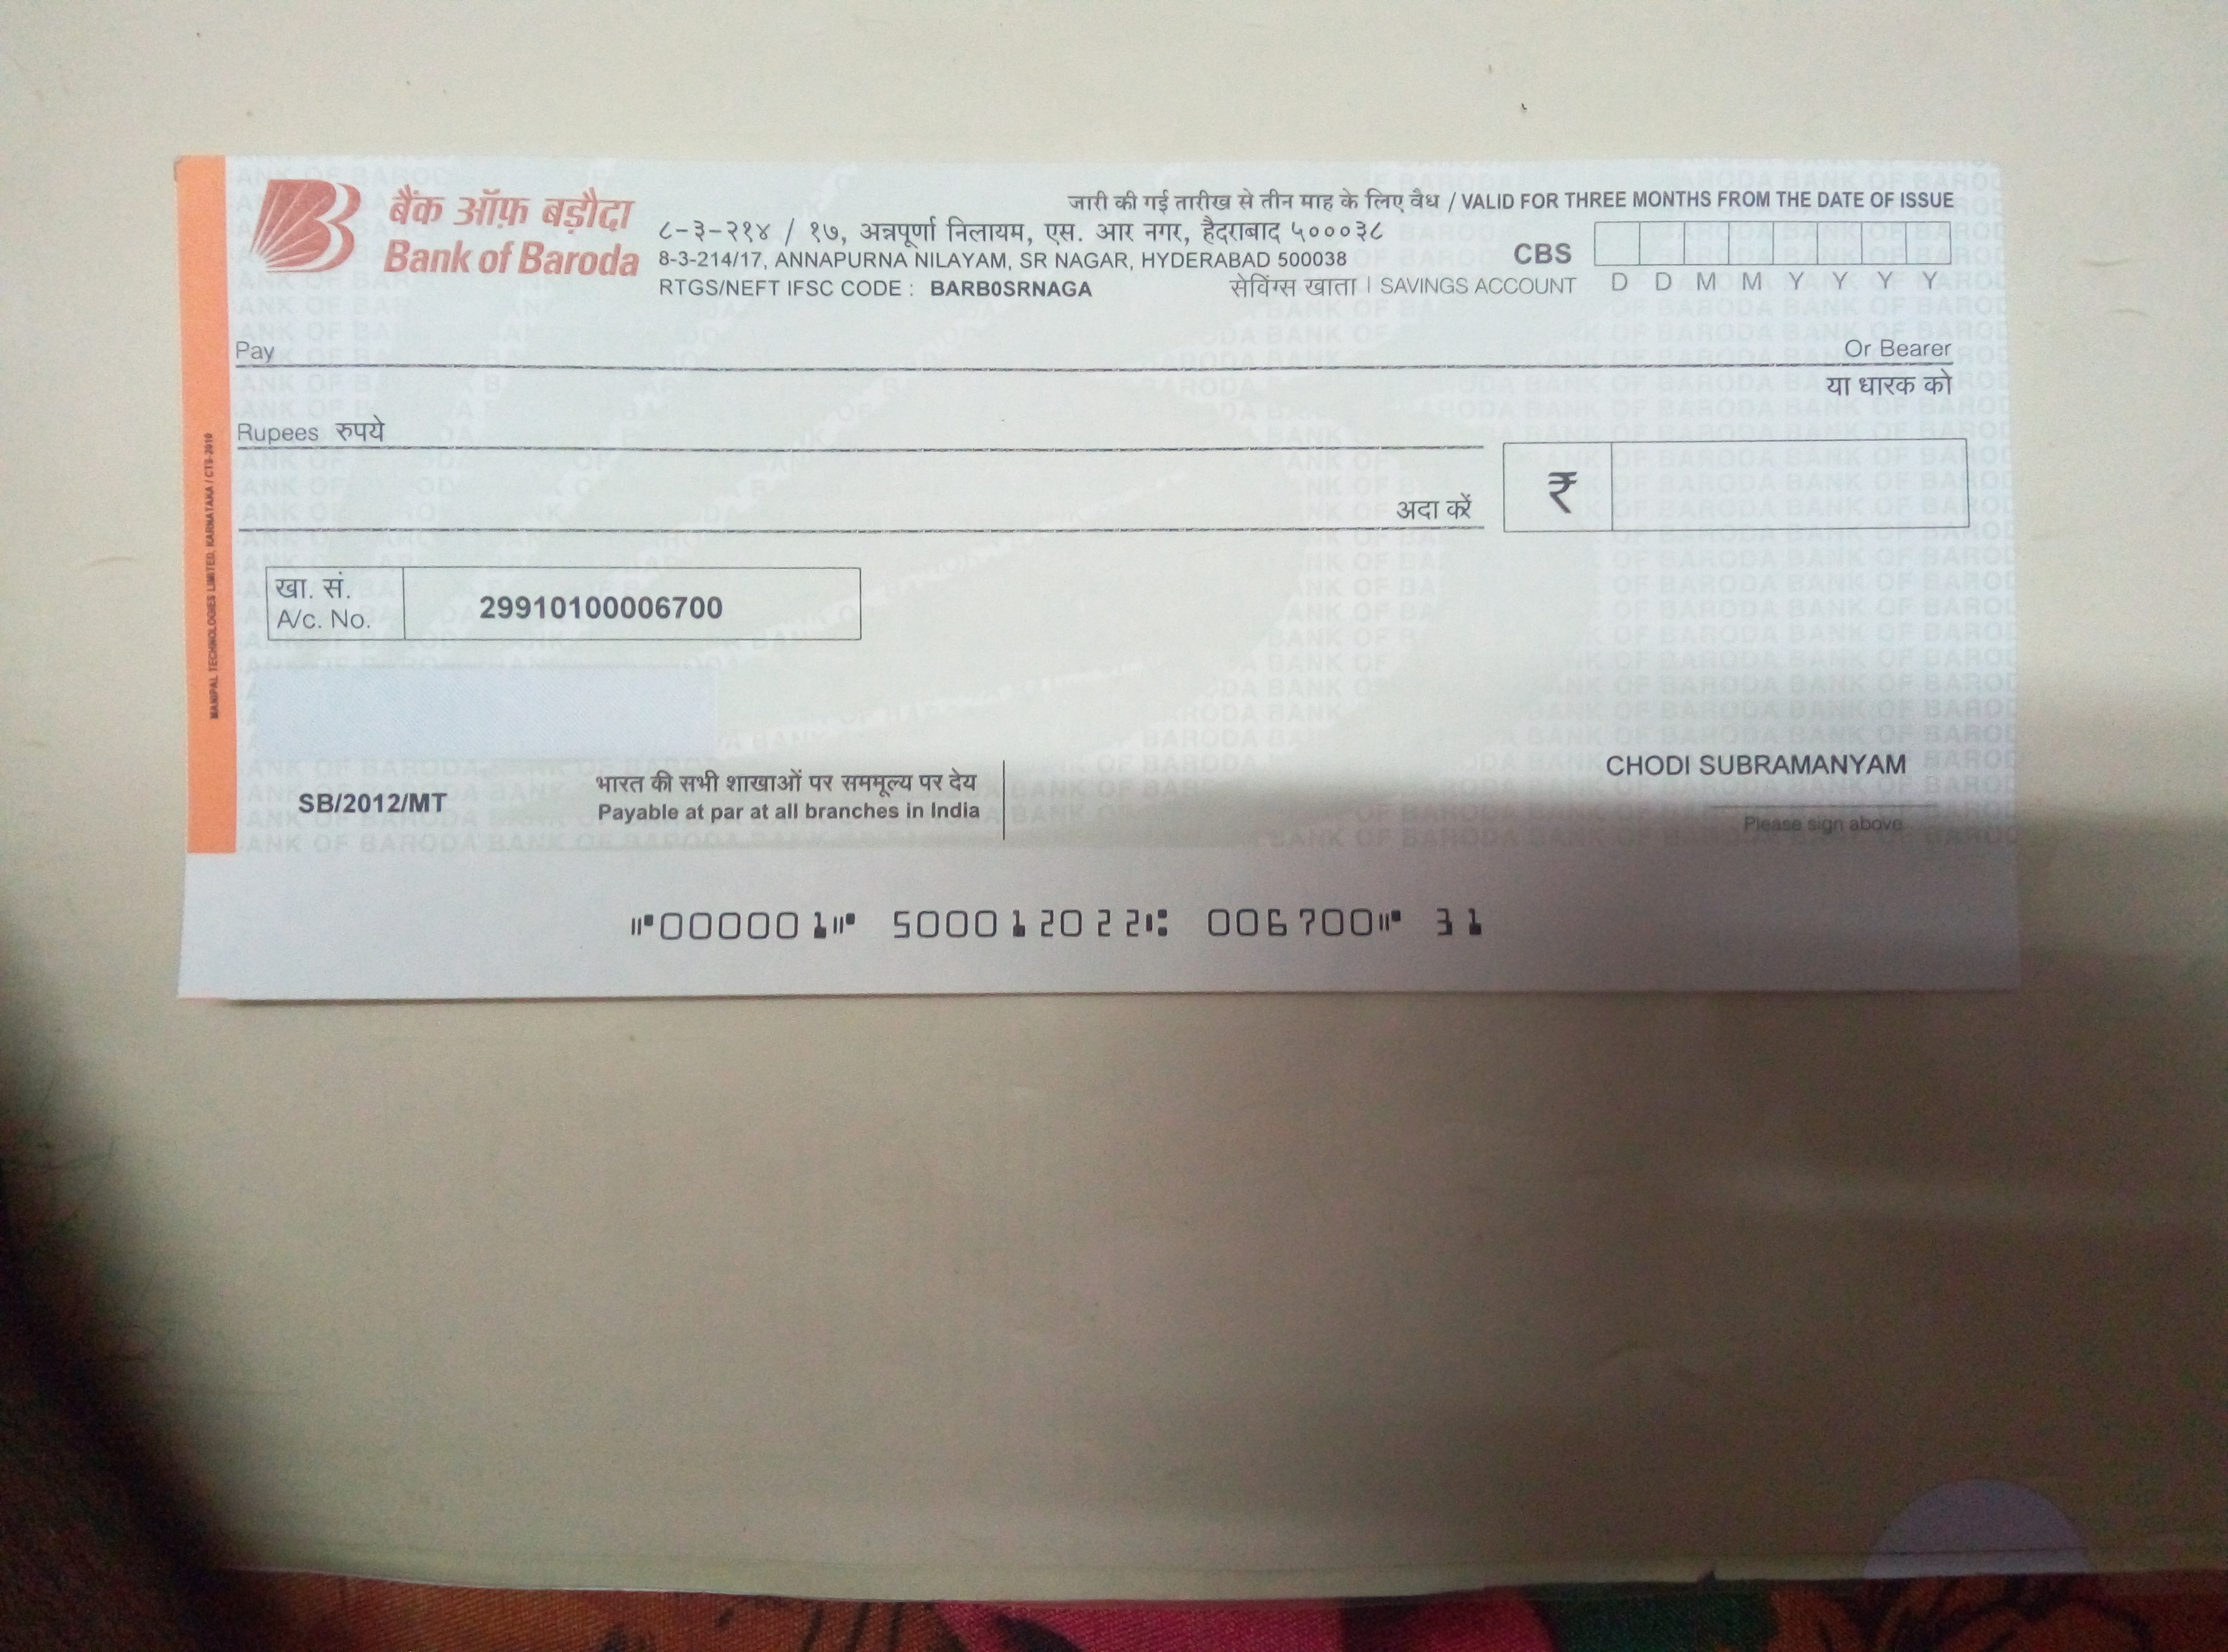 जारी की गई तारीख से तीन माह के लिए वैध / VALID FOR THREE MONTHS FROM THE DATE OF ISSUE
बैंक ऑफ़ बड़ौदा
Bank of Baroda
८-३-२१४ / १७, अन्नपूर्णा निलायम, एस. आर नगर, हैदराबाद ५०००३८
8-3-214/17, ANNAPURNA NILAYAM, SR NAGAR, HYDERABAD 500038
CBS
RTGS/NEFT IFSC CODE : BARB0SRNAGA
सेविंग्स खाता | SAVINGS ACCOUNT
D D M M Y Y Y Y
Pay
Or Bearer
या धारक को
Rupees रुपये
अदा करें
₹
खा. सं.
A/c. No.
29910100006700
MANIPAL TECHNOLOGIES LIMITED, KARNATAKA / CTS-2010
CHODI SUBRAMANYAM
Please sign above
SB/2012/MT
भारत की सभी शाखाओं पर सममूल्य पर देय
Payable at par at all branches in India
⑈000001⑈ 500012022⑆ 006700⑈ 31